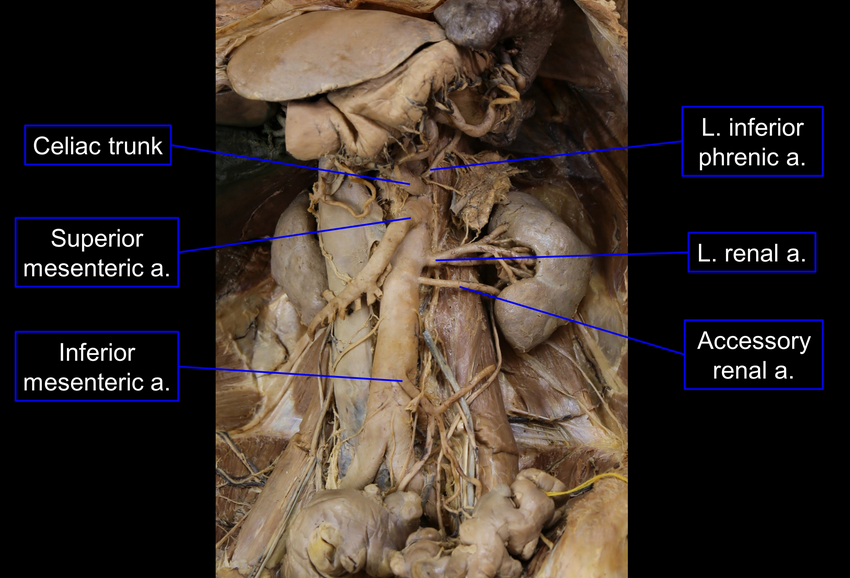 Celiac trunk
Superior
mesenteric a.
Inferior
mesenteric a.
L. inferior
phrenic a.
L. renal a.
Accessory
renal a.